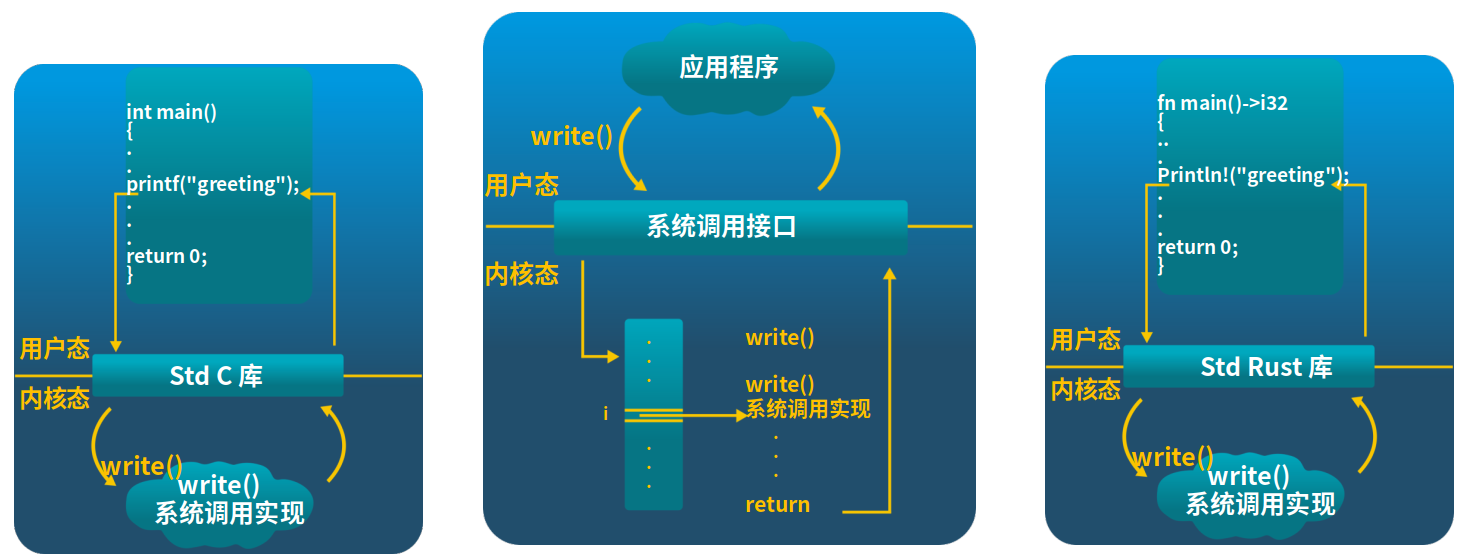 int main()
{
.
.
printf("greeting");
.
.
.
return 0;
}
用户态
Std C 库
内核态
write()
write()
系统调用实现
应用程序
write()
用户态
系统调用接口
内核态
.
.
.
i
.
.
.
write()
write()
系统调用实现
.
.
.
return
fn main()->i32
{
..
.
Println!("greeting");
.
.
.
return 0;
}
用户态
Std Rust 库
内核态
write()
write()
系统调用实现